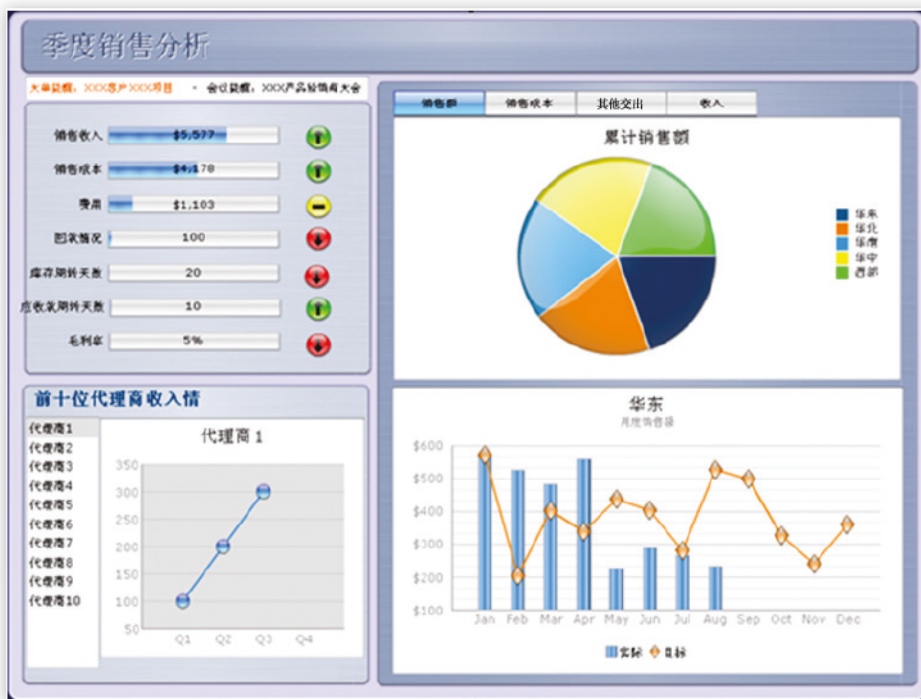 季度销售分析
大单提醒，XXX客户XXX项目 - 会议提醒，XXX产品经销商大会
销售收入 $5,577
销售成本 $4,178
费用 $1,103
回款情况 100
库存周转天数 20
应收款周转天数 10
毛利率 5%
前十位代理商收入情
代理商1
代理商2
代理商3
代理商4
代理商5
代理商6
代理商7
代理商8
代理商9
代理商10
代理商 1
350
300
250
200
150
100
50
Q1 Q2 Q3 Q4
销售额 销售成本 其他交出 收入
累计销售额
华东
华北
华南
华中
西部
华东
月度销售额
$600
$500
$400
$300
$200
$100
Jan Feb Mar Apr May Jun Jul Aug Sep Oct Nov Dec
实际 目标